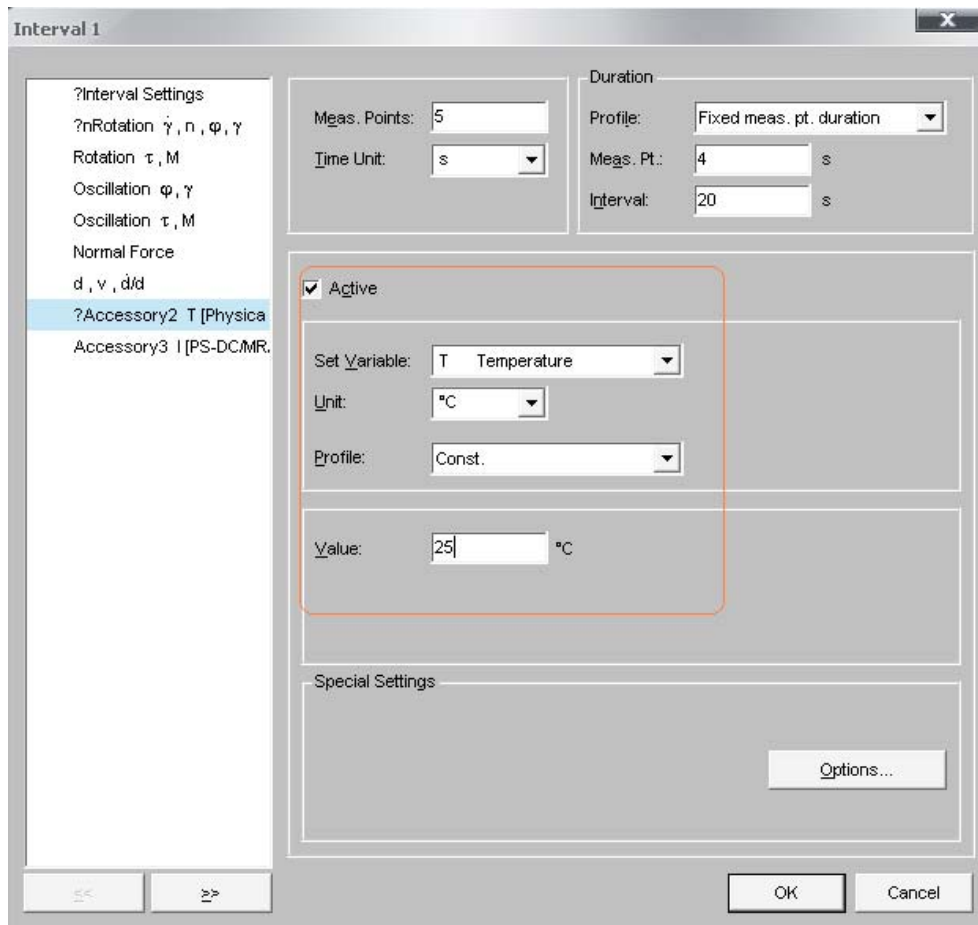 Interval 1
X
?Interval Settings
?nRotation γ̇ , n , φ , γ
Rotation τ , M
Oscillation φ , γ
Oscillation τ , M
Normal Force
d , v , ḋ/d
?Accessory2 T [Physica
Accessory3 I [PS-DC/MR.
<<
>>
Meas. Points: 5
Time Unit: s
Duration
Profile: Fixed meas. pt. duration
Meas. Pt.: 4 s
Interval: 20 s
Active
Set Variable: T Temperature
Unit: °C
Profile: Const.
Value: 25 °C
Special Settings
Options...
OK
Cancel